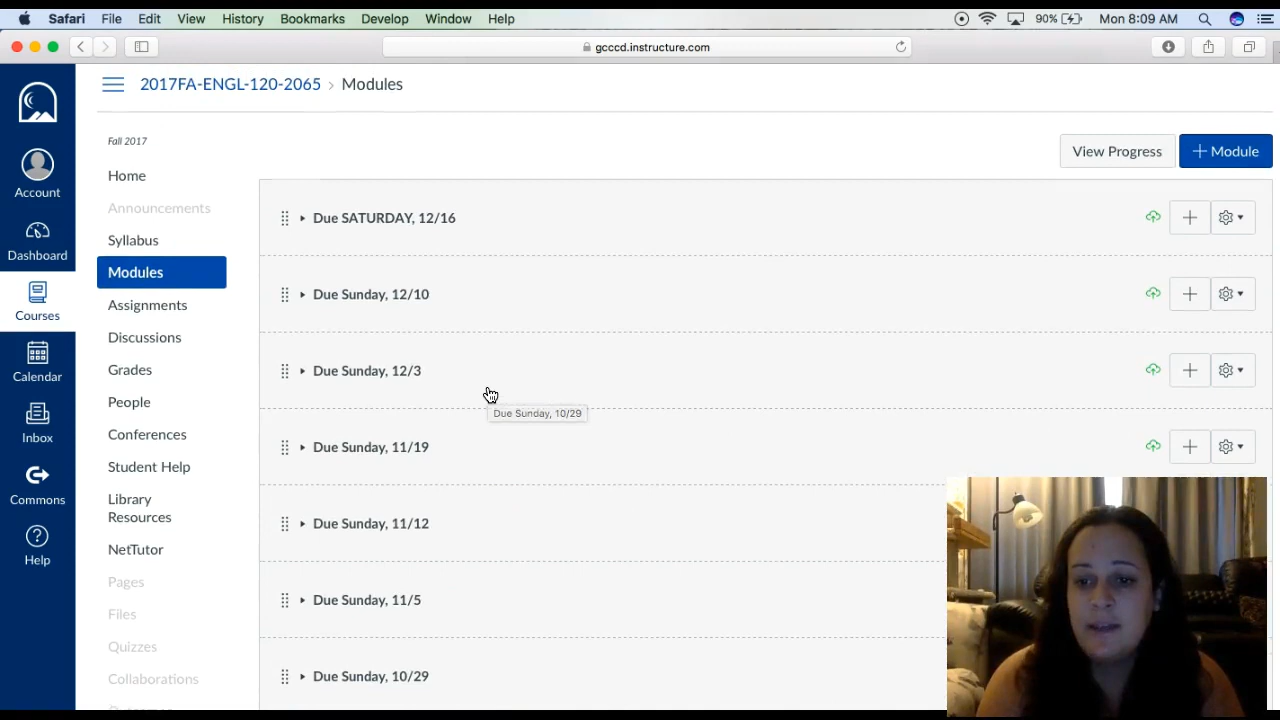 Safari File Edit View History Bookmarks Develop Window Help 90% Mon 8:09 AM
gcccd.instructure.com
2017FA-ENGL-120-2065 › Modules
Account
Dashboard
Courses
Calendar
Inbox
Commons
Help
Fall 2017
Home
Announcements
Syllabus
Modules
Assignments
Discussions
Grades
People
Conferences
Student Help
Library
Resources
NetTutor
Pages
Files
Quizzes
Collaborations
View Progress + Module
Due SATURDAY, 12/16
Due Sunday, 12/10
Due Sunday, 12/3
Due Sunday, 10/29
Due Sunday, 11/19
Due Sunday, 11/12
Due Sunday, 11/5
Due Sunday, 10/29